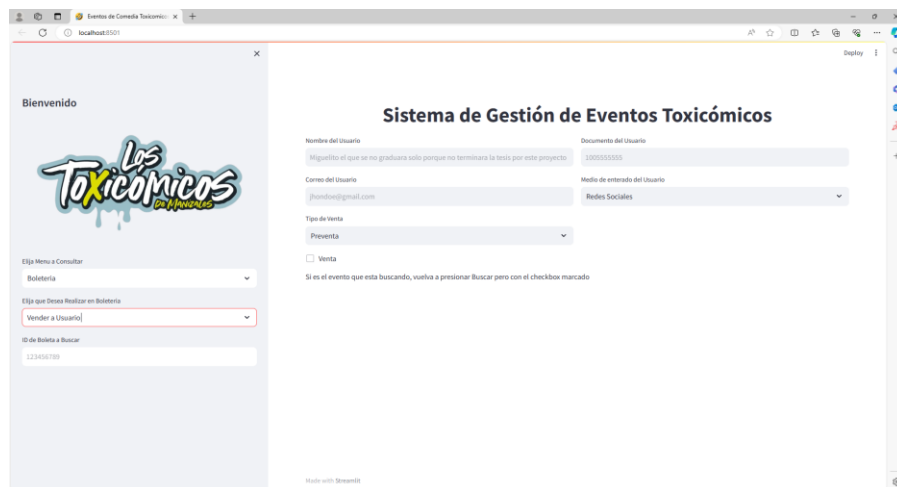 Eventos de Comedia Toxicomic
localhost:8501
Deploy
Bienvenido
LOS
TOXICÓMICOS
DE MANIZALES
Elija Menu a Consultar
Boleteria
Elija que Desea Realizar en Boleteria
Vender a Usuario
ID de Boleta a Buscar
123456789
Sistema de Gestión de Eventos Toxicómicos
Nombre del Usuario
Documento del Usuario
Miguelito el que se no graduara solo porque no terminara la tesis por este proyecto
1005555555
Correo del Usuario
Medio de enterado del Usuario
jhondoe@gmail.com
Redes Sociales
Tipo de Venta
Preventa
Venta
Si es el evento que esta buscando, vuelva a presionar Buscar pero con el checkbox marcado
Made with Streamlit